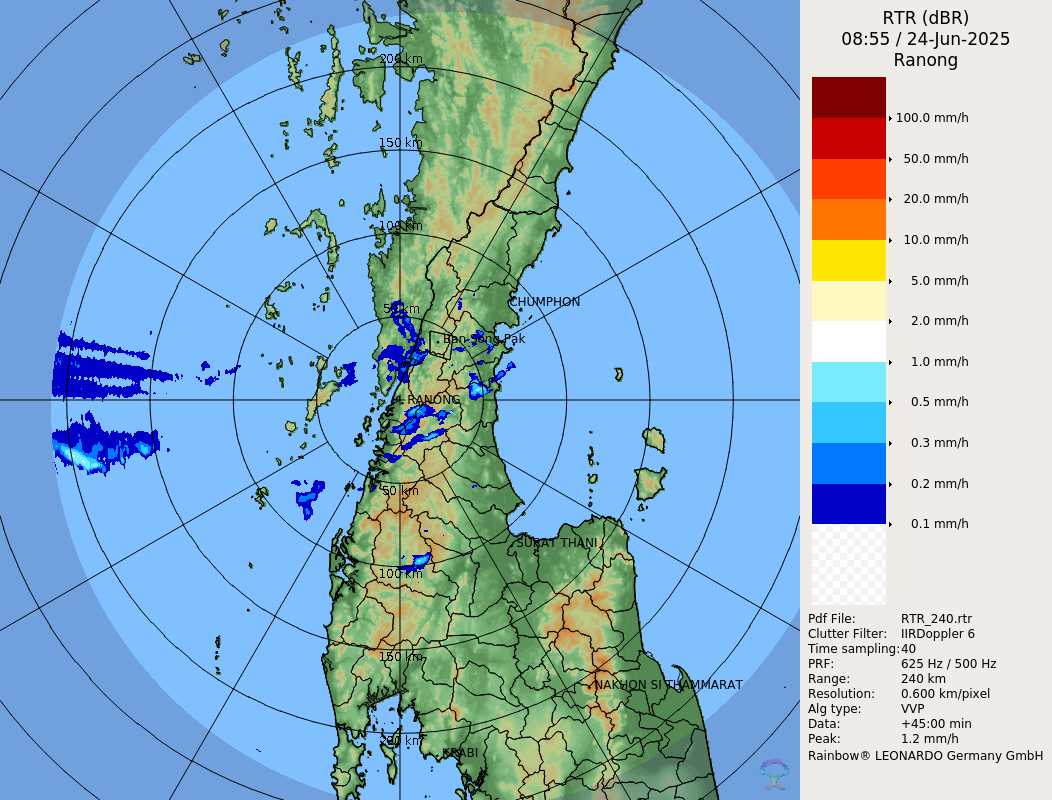 RTR (dBR)
08:55 / 24-Jun-2025
Ranong
100.0 mm/h
50.0 mm/h
20.0 mm/h
10.0 mm/h
5.0 mm/h
2.0 mm/h
1.0 mm/h
0.5 mm/h
0.3 mm/h
0.2 mm/h
0.1 mm/h
Pdf File: RTR_240.rtr
Clutter Filter: IIRDoppler 6
Time sampling: 40
PRF: 625 Hz / 500 Hz
Range: 240 km
Resolution: 0.600 km/pixel
Alg type: VVP
Data: +45:00 min
Peak: 1.2 mm/h
Rainbow® LEONARDO Germany GmbH
200 km
150 km
100 km
CHUMPHON
50 km
Ban Song Pak
RANONG
50 km
SURAT THANI
100 km
150 km
NAKHON SI THAMMARAT
200 km
KRABI